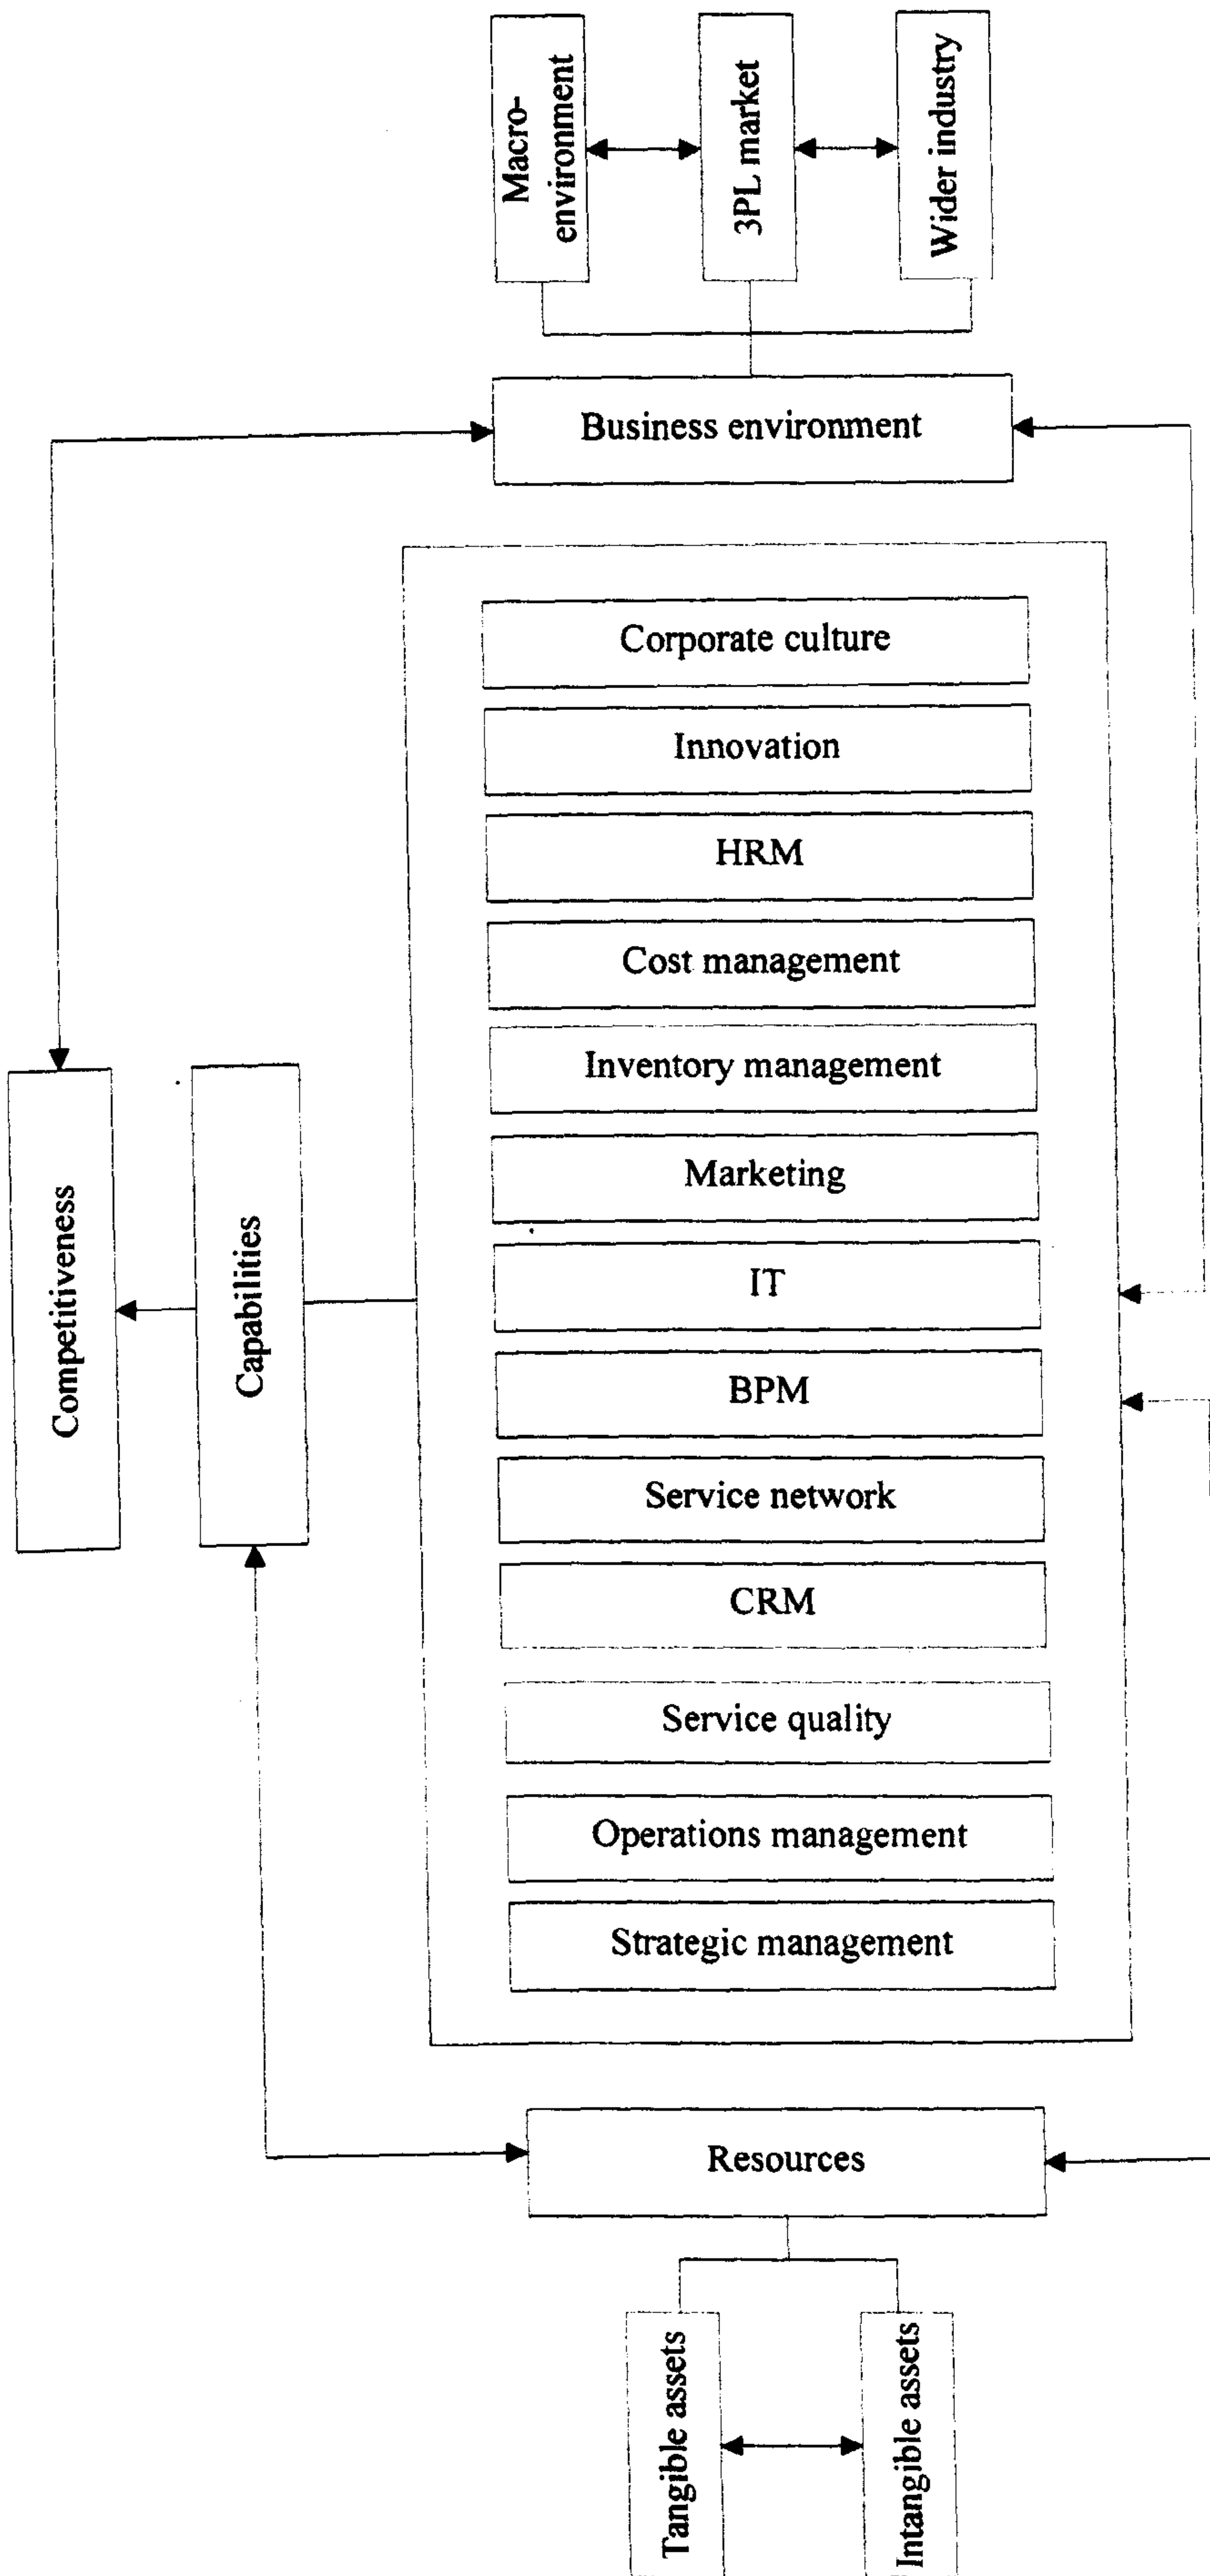 Macro-
environment
3PL market
Wider industry
Business environment
Corporate culture
Innovation
HRM
Cost management
Inventory management
Marketing
IT
BPM
Service network
CRM
Service quality
Operations management
Strategic management
Competitiveness
Capabilities
Resources
Tangible assets
Intangible assets